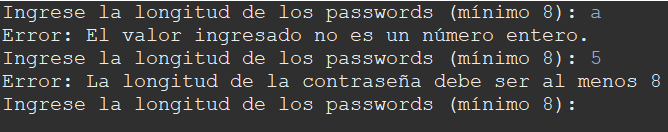 Ingrese la longitud de los passwords (mínimo 8): a
Error: El valor ingresado no es un número entero.
Ingrese la longitud de los passwords (mínimo 8): 5
Error: La longitud de la contraseña debe ser al menos 8
Ingrese la longitud de los passwords (mínimo 8):